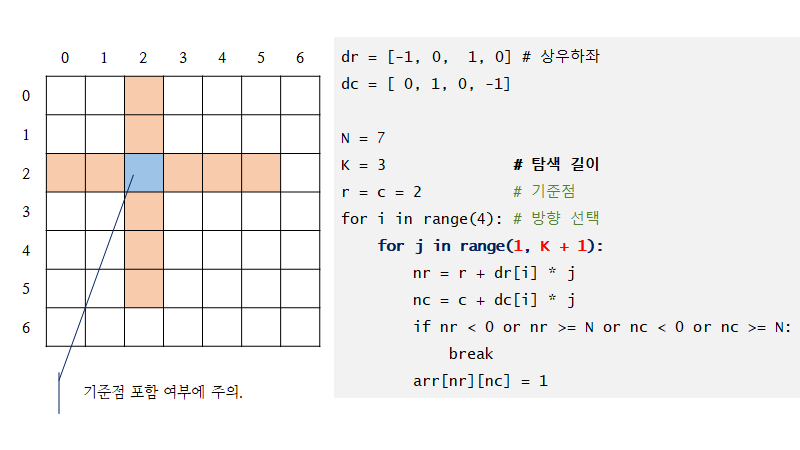 0 1 2 3 4 5 6
0
1
2
3
4
5
6
기준점 포함 여부에 주의.
dr = [-1, 0,  1, 0] # 상우하좌
dc = [ 0, 1, 0, -1]
N = 7
K = 3 # 탐색 길이
r = c = 2 # 기준점
for i in range(4): # 방향 선택
for j in range(1, K + 1):
nr = r + dr[i] * j
nc = c + dc[i] * j
if nr < 0 or nr >= N or nc < 0 or nc >= N:
break
arr[nr][nc] = 1